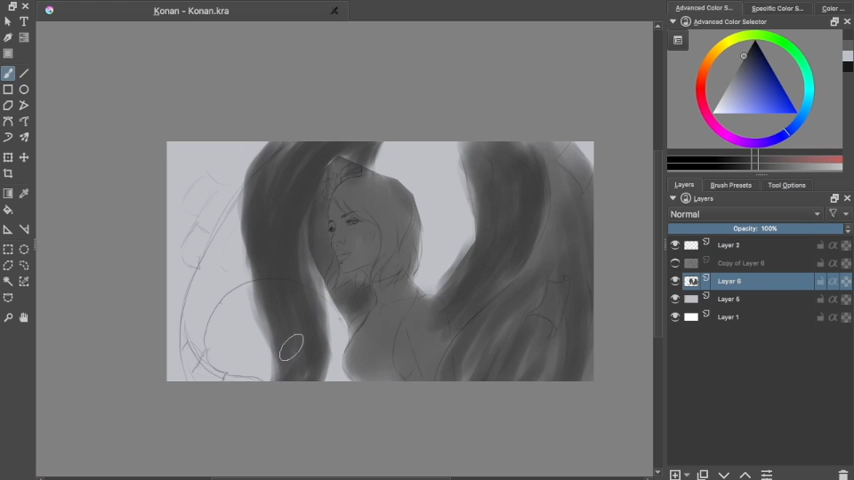 Konan - Konan.kra
Advanced Color S...
Specific Color S...
Color ...
Advanced Color Selector
Layers
Brush Presets
Tool Options
Layers
Normal
Opacity: 100%
Layer 2
Copy of Layer 6
Layer 6
Layer 5
Layer 1